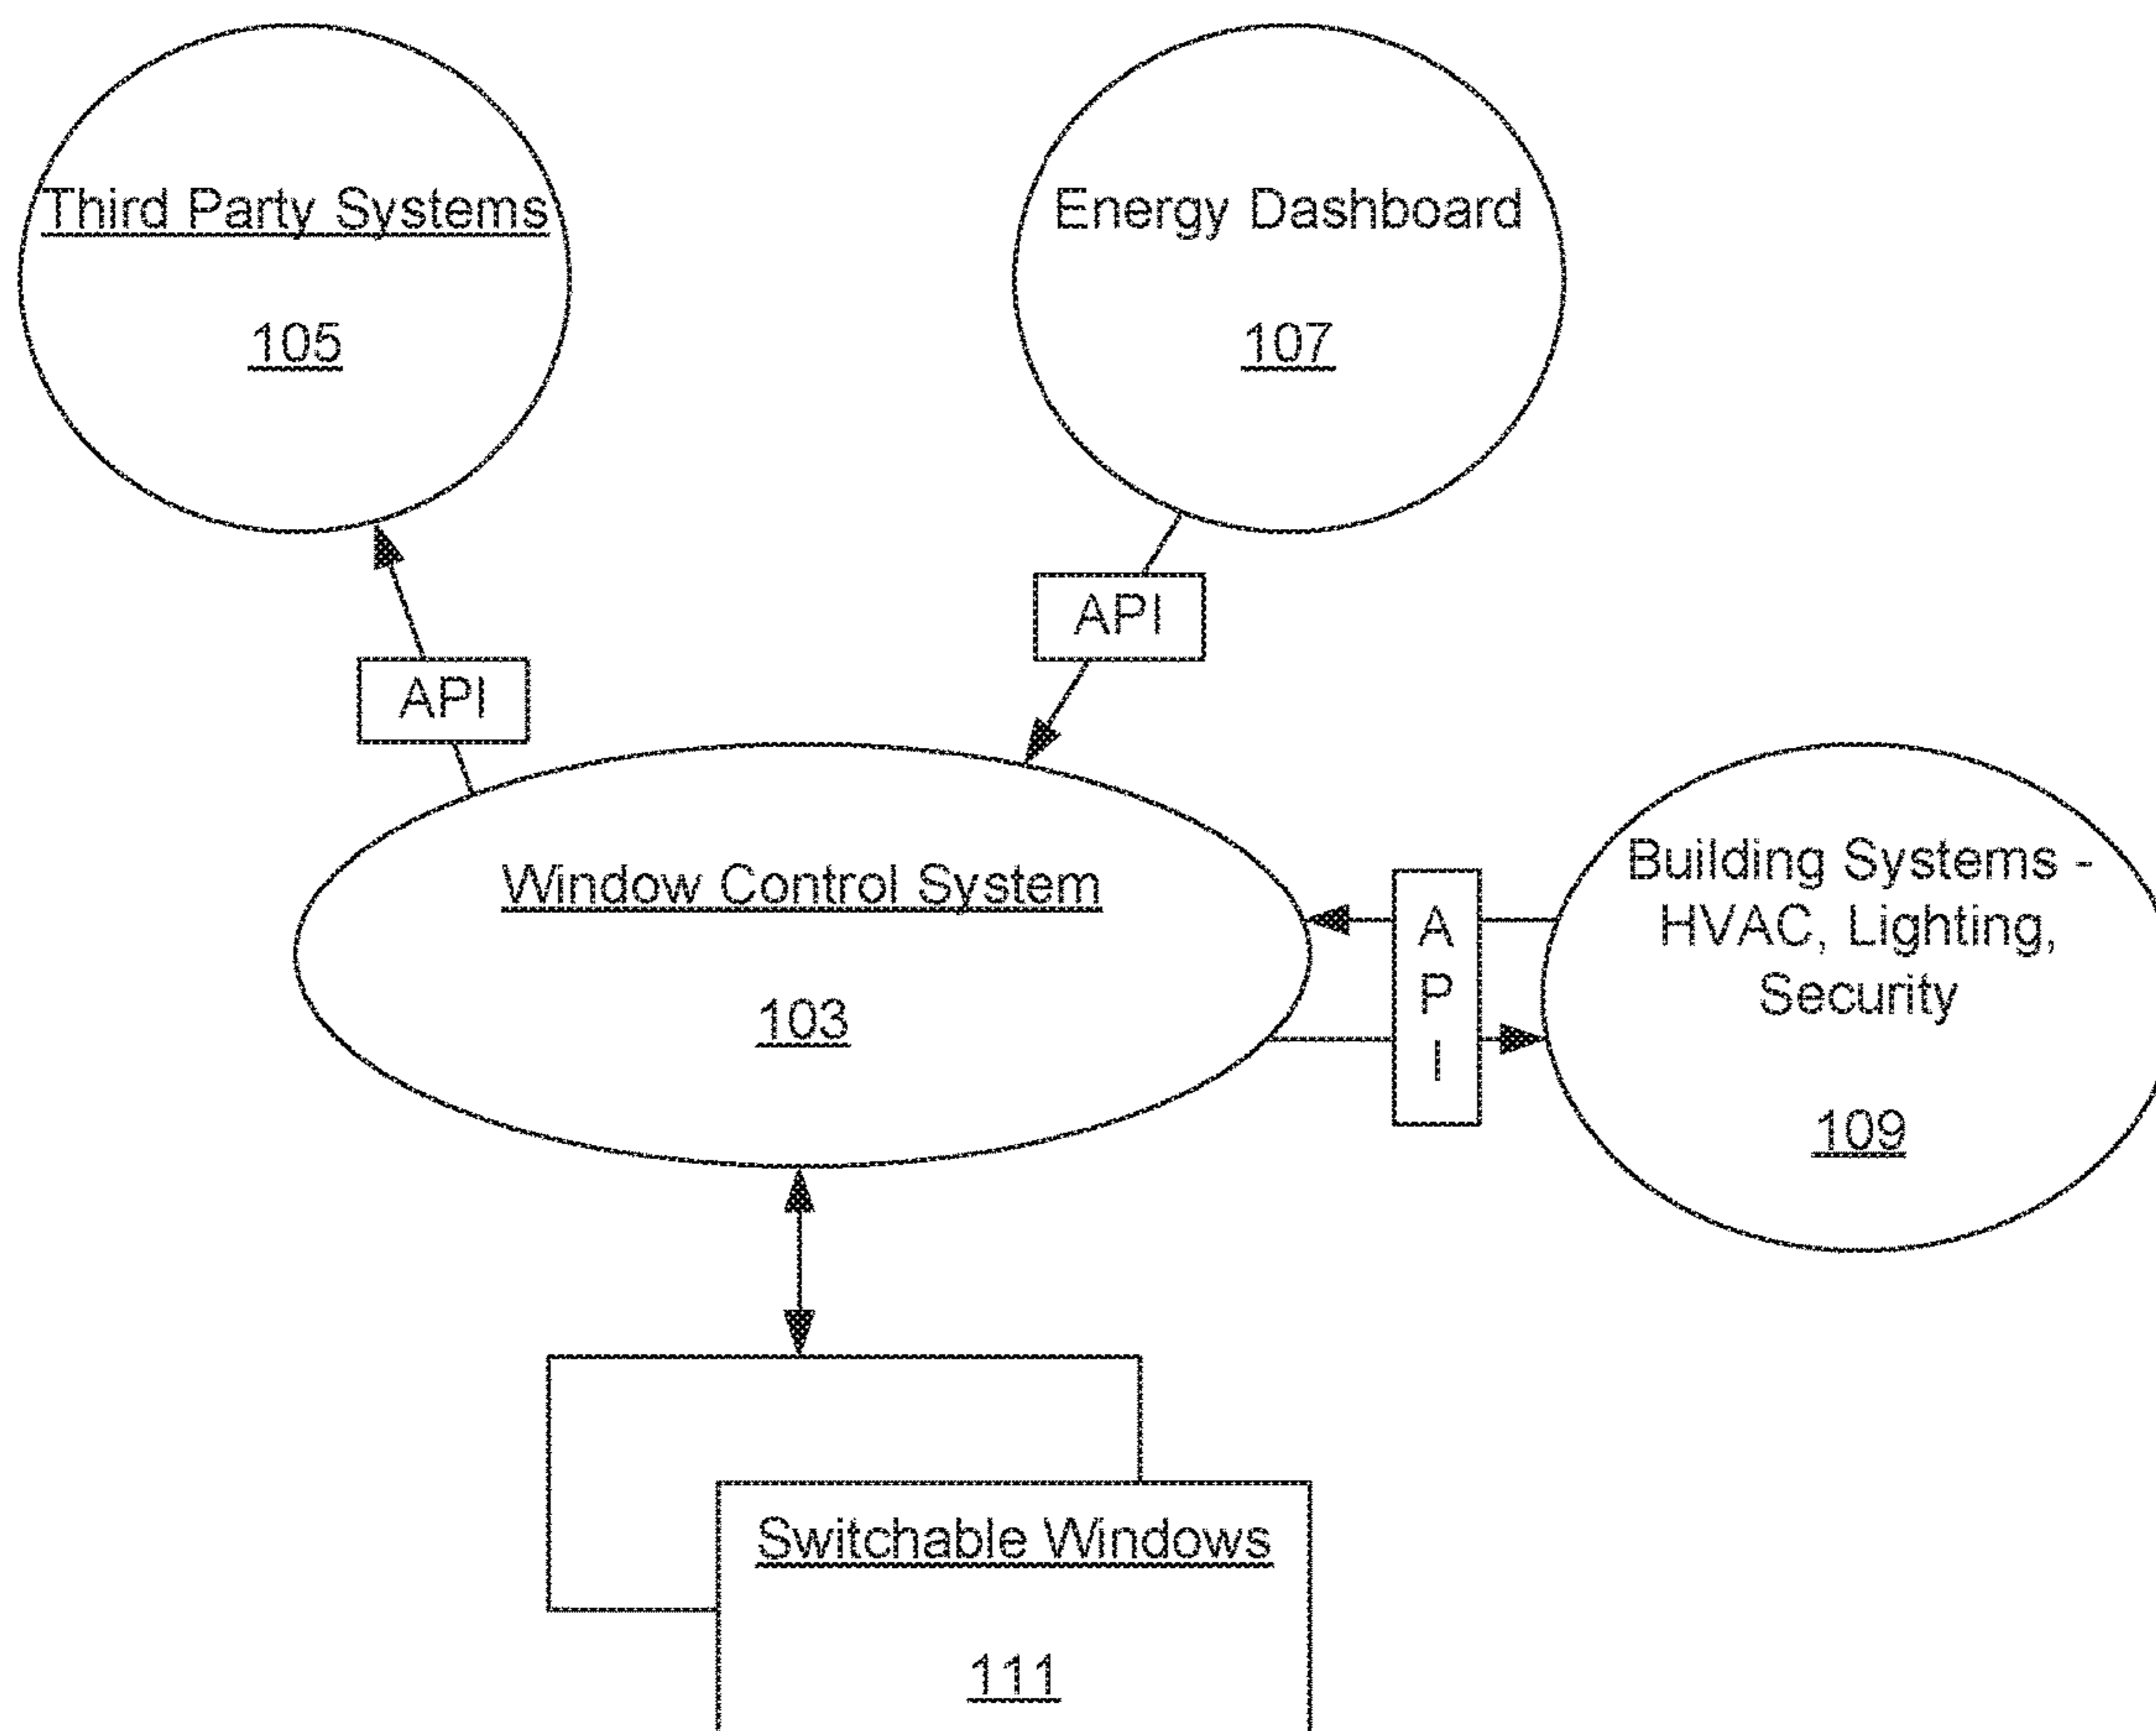 Third Party Systems
105
Energy Dashboard
107
API
API
Window Control System
103
A
P
I
Building Systems -
HVAC, Lighting,
Security
109
Switchable Windows
111